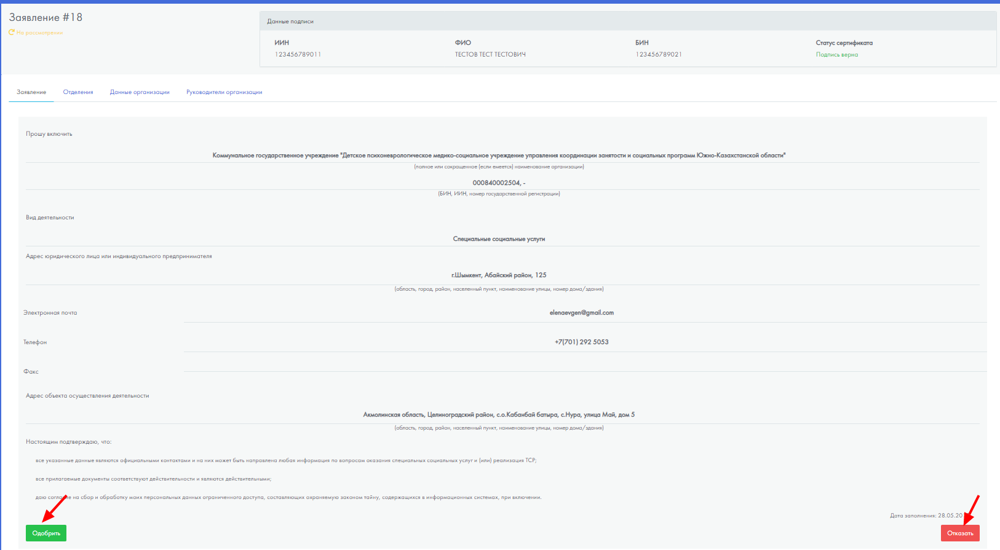 Заявление #18
На рассмотрении
Данные подписи
ИИН ФИО БИН Статус сертификата
123456789011 ТЕСТОВ ТЕСТ ТЕСТОВИЧ 123456789021 Подпись верна
Заявление Отделения Данные организации Руководители организации
Прошу включить
Коммунальное государственное учреждение "Детское психоневрологическое медико-социальное учреждение управления координации занятости и социальных программ Южно-Казахстанской области"
(полное или сокращенное (если емеется) наименование организации)
000840002504, -
(БИН, ИИН, номер государственной регистрации)
Вид деятельности
Специальные социальные услуги
Адрес юридического лица или индивидуального предпринимателя
г.Шымкент, Абайский район, 125
(область, город, район, населенный пункт, наименование улицы, номер дома/здания)
Электронная почта elenaevgen@gmail.com
Телефон +7(701) 292 5053
Факс
Адрес объекта осуществления деятельности
Акмолинская область, Целиноградский район, с.о.Кабанбай батыра, с.Нура, улица Май, дом 5
(область, город, район, населенный пункт, наименование улицы, номер дома/здания)
Настоящим подтверждаю, что:
все указанные данные являются официальными контактами и на них может быть направлена любая информация по вопросам оказания специальных социальных услуг и (или) реализация ТСР;
все прилагаемые документы соответствуют действительности и являются действительными;
даю согласие на сбор и обработку моих персональных данных ограниченного доступа, составляющих охраняемую законом тайну, содержащихся в информационных системах, при включении.
Дата заполнения: 28.05.20
Одобрить Отказать